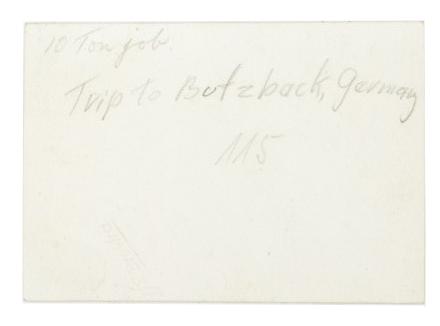 10 Ton job.
Trip to Butzback, Germany
115